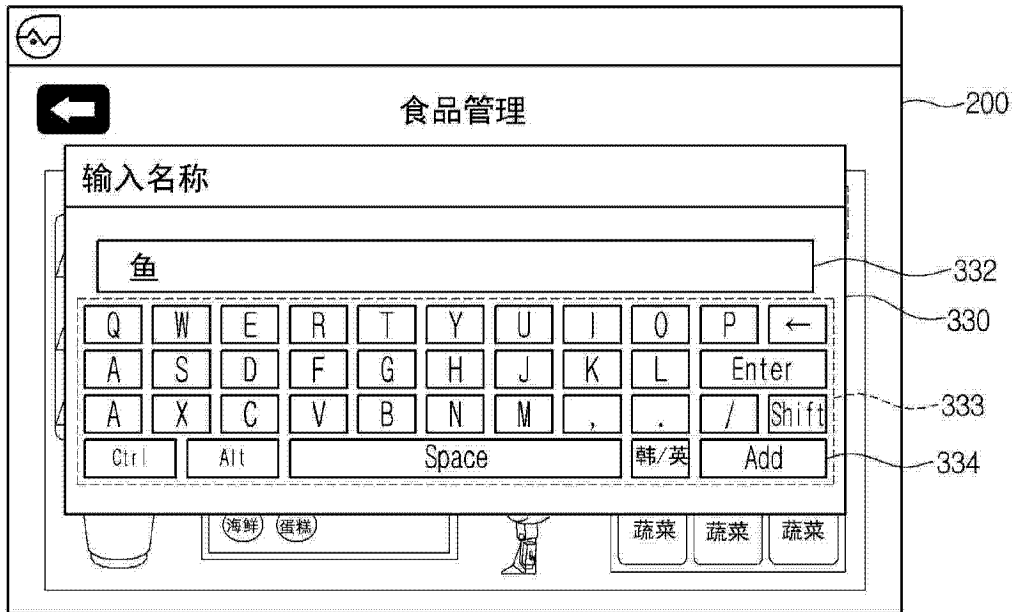 食品管理
200
输入名称
鱼
332
330
Q W E R T Y U I O P ←
A S D F G H J K L Enter
333
A X C V B N M , . / Shift
Ctrl Alt Space 韩/英 Add
334
海鲜 蛋糕 蔬菜 蔬菜 蔬菜